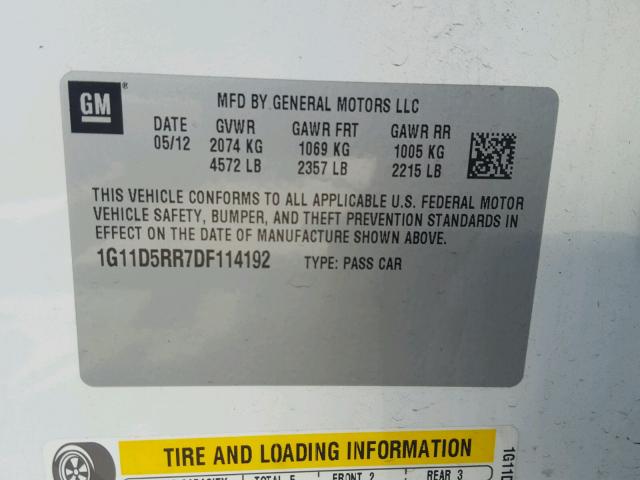 GM ® MFD BY GENERAL MOTORS LLC
DATE GVWR GAWR FRT GAWR RR
05/12 2074 KG 1069 KG 1005 KG
4572 LB 2357 LB 2215 LB
THIS VEHICLE CONFORMS TO ALL APPLICABLE U.S. FEDERAL MOTOR
VEHICLE SAFETY, BUMPER, AND THEFT PREVENTION STANDARDS IN
EFFECT ON THE DATE OF MANUFACTURE SHOWN ABOVE.
1G11D5RR7DF114192 TYPE: PASS CAR
TIRE AND LOADING INFORMATION
CAPACITY TOTAL 5 FRONT 2 REAR 3